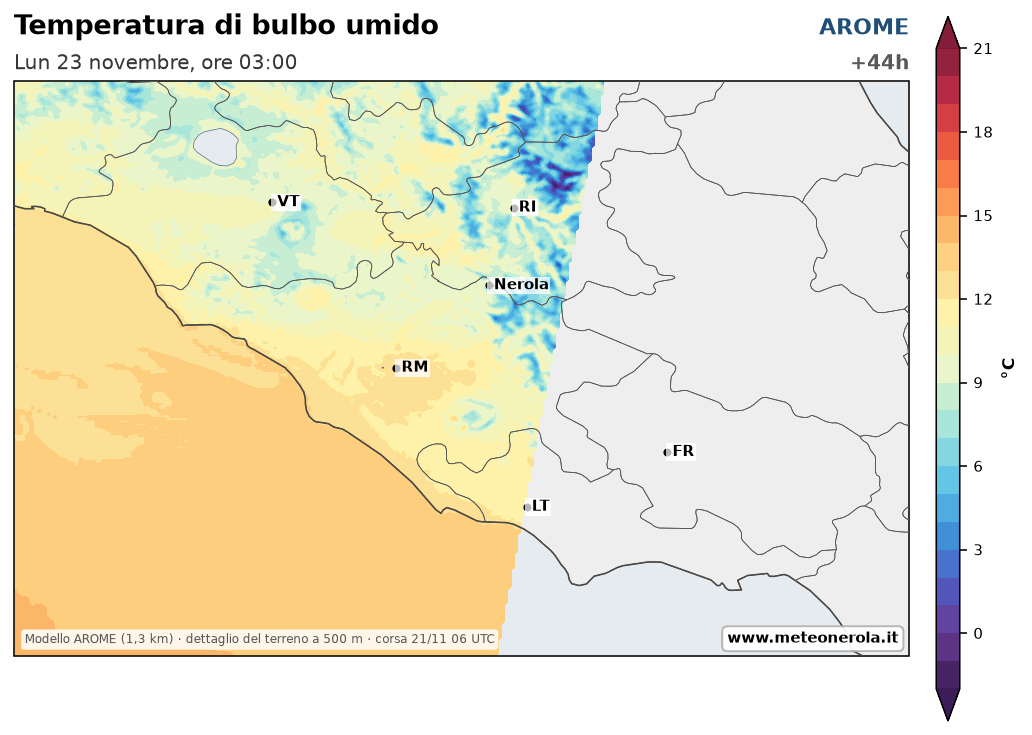 Temperatura di bulbo umido
AROME
Lun 23 novembre, ore 03:00
+44h
21
18
15
12
9
6
3
0
°C
VT
RI
Nerola
RM
FR
LT
Modello AROME (1,3 km) · dettaglio del terreno a 500 m · corsa 21/11 06 UTC
www.meteonerola.it